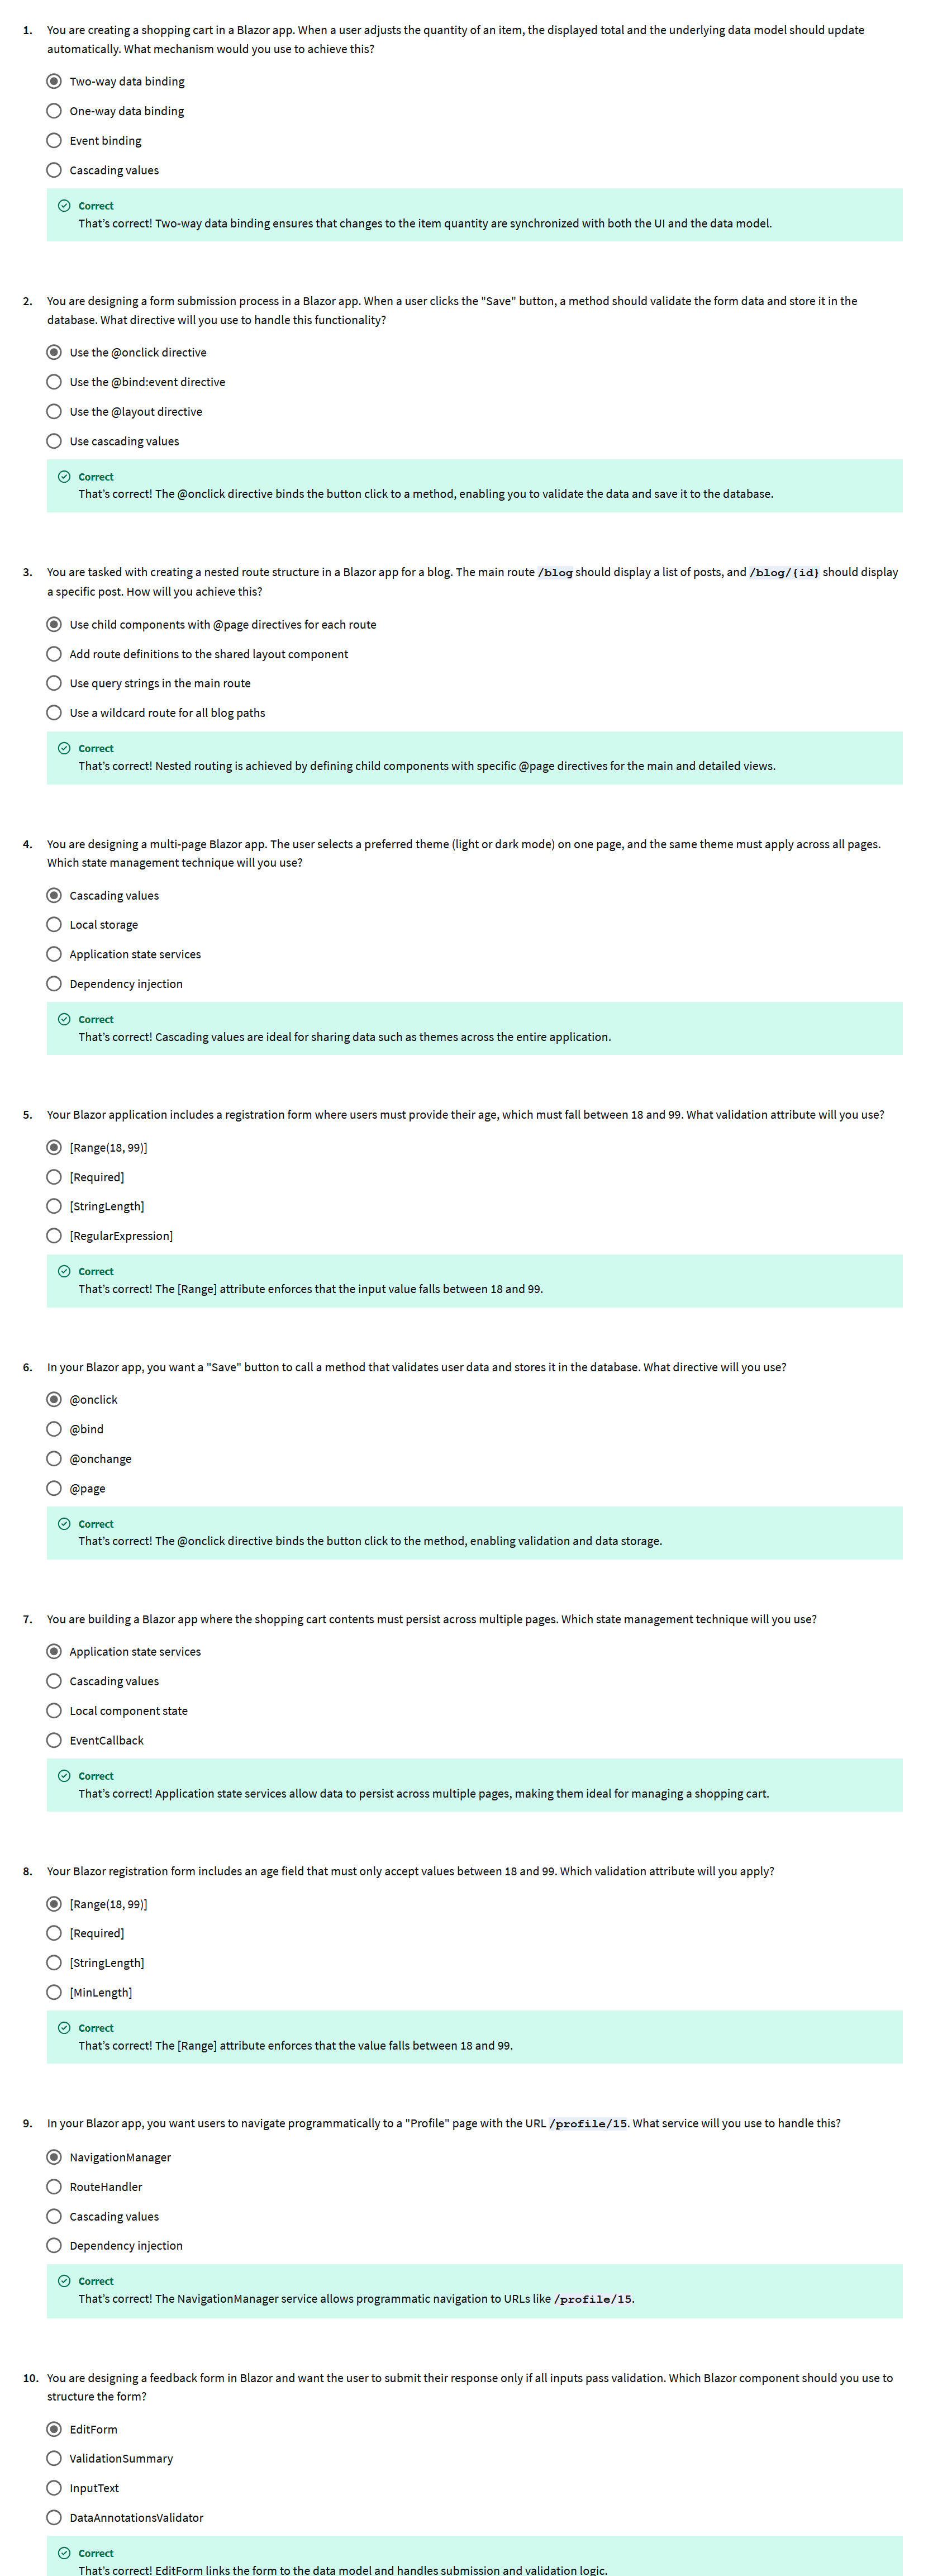 1. You are creating a shopping cart in a Blazor app. When a user adjusts the quantity of an item, the displayed total and the underlying data model should update
automatically. What mechanism would you use to achieve this?
Two-way data binding
One-way data binding
Event binding
Cascading values
Correct
That's correct! Two-way data binding ensures that changes to the item quantity are synchronized with both the UI and the data model.
2. You are designing a form submission process in a Blazor app. When a user clicks the "Save" button, a method should validate the form data and store it in the
database. What directive will you use to handle this functionality?
Use the @onclick directive
Use the @bind:event directive
Use the @layout directive
Use cascading values
Correct
That's correct! The @onclick directive binds the button click to a method, enabling you to validate the data and save it to the database.
3. You are tasked with creating a nested route structure in a Blazor app for a blog. The main route /blog should display a list of posts, and /blog/{id} should display
a specific post. How will you achieve this?
Use child components with @page directives for each route
Add route definitions to the shared layout component
Use query strings in the main route
Use a wildcard route for all blog paths
Correct
That's correct! Nested routing is achieved by defining child components with specific @page directives for the main and detailed views.
4. You are designing a multi-page Blazor app. The user selects a preferred theme (light or dark mode) on one page, and the same theme must apply across all pages.
Which state management technique will you use?
Cascading values
Local storage
Application state services
Dependency injection
Correct
That's correct! Cascading values are ideal for sharing data such as themes across the entire application.
5. Your Blazor application includes a registration form where users must provide their age, which must fall between 18 and 99. What validation attribute will you use?
[Range(18, 99)]
[Required]
[StringLength]
[RegularExpression]
Correct
That's correct! The [Range] attribute enforces that the input value falls between 18 and 99.
6. In your Blazor app, you want a "Save" button to call a method that validates user data and stores it in the database. What directive will you use?
@onclick
@bind
@onchange
@page
Correct
That's correct! The @onclick directive binds the button click to the method, enabling validation and data storage.
7. You are building a Blazor app where the shopping cart contents must persist across multiple pages. Which state management technique will you use?
Application state services
Cascading values
Local component state
EventCallback
Correct
That's correct! Application state services allow data to persist across multiple pages, making them ideal for managing a shopping cart.
8. Your Blazor registration form includes an age field that must only accept values between 18 and 99. Which validation attribute will you apply?
[Range(18, 99)]
[Required]
[StringLength]
[MinLength]
Correct
That's correct! The [Range] attribute enforces that the value falls between 18 and 99.
9. In your Blazor app, you want users to navigate programmatically to a "Profile" page with the URL /profile/15. What service will you use to handle this?
NavigationManager
RouteHandler
Cascading values
Dependency injection
Correct
That's correct! The NavigationManager service allows programmatic navigation to URLs like /profile/15.
10. You are designing a feedback form in Blazor and want the user to submit their response only if all inputs pass validation. Which Blazor component should you use to
structure the form?
EditForm
ValidationSummary
InputText
DataAnnotationsValidator
Correct
That's correct! EditForm links the form to the data model and handles submission and validation logic.